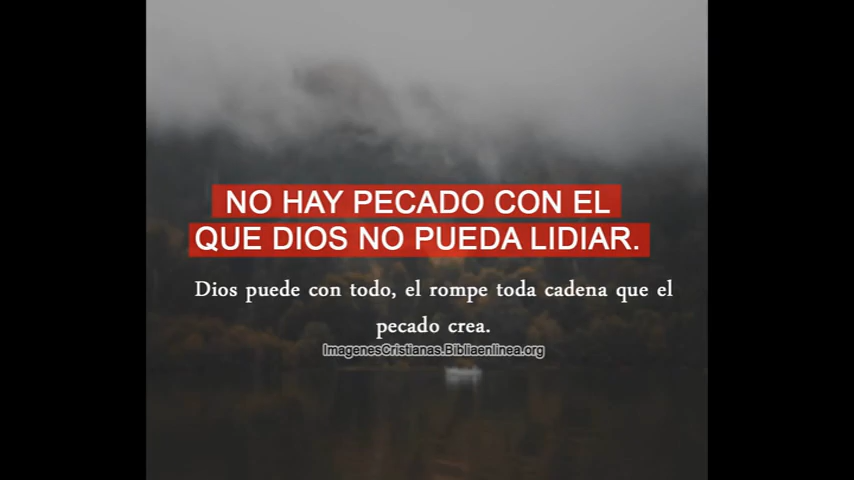 NO HAY PECADO CON EL
QUE DIOS NO PUEDA LIDIAR.
Dios puede con todo, el rompe toda cadena que el
pecado crea.
ImagenesCristianas.Bibliaenlinea.org